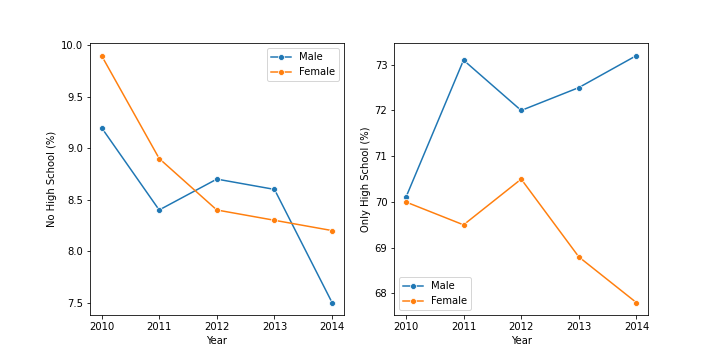 No High School (%)
10.0
9.5
9.0
8.5
8.0
7.5
Male
Female
2010 2011 2012 2013 2014
Year
Only High School (%)
73
72
71
70
69
68
Male
Female
2010 2011 2012 2013 2014
Year